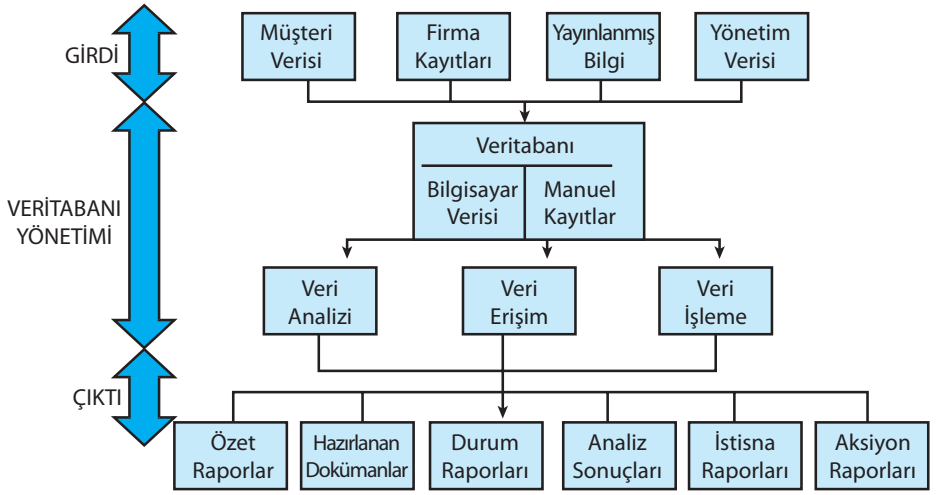 GİRDİ
Müşteri
Verisi
Firma
Kayıtları
Yayınlanmış
Bilgi
Yönetim
Verisi
VERİTABANI
YÖNETİMİ
Veritabanı
Bilgisayar
Verisi
Manuel
Kayıtlar
Veri
Analizi
Veri
Erişim
Veri
İşleme
ÇIKTI
Özet
Raporlar
Hazırlanan
Dokümanlar
Durum
Raporları
Analiz
Sonuçları
İstisna
Raporları
Aksiyon
Raporları